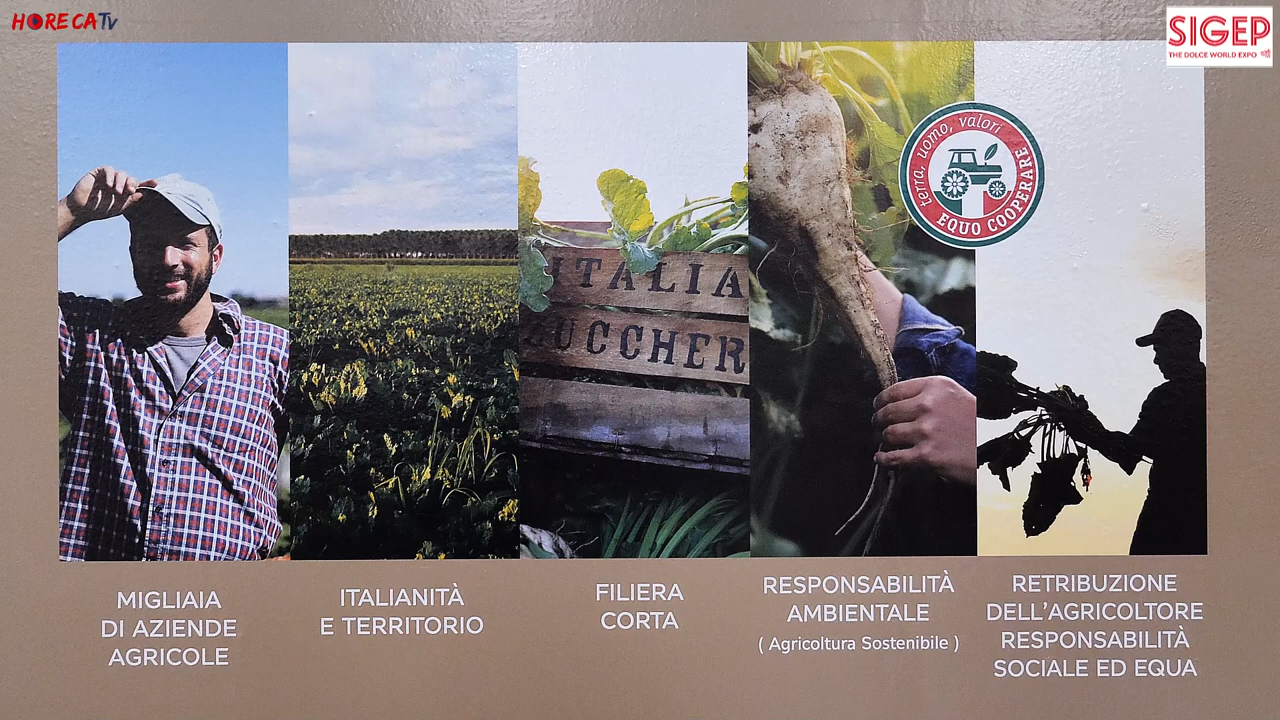 HORECATv
SIGEP
THE DOLCE WORLD EXPO
terra, uomo, valori
EQUO COOPERARE
ITALIA
ZUCCHER
MIGLIAIA
DI AZIENDE
AGRICOLE
ITALIANITÀ
E TERRITORIO
FILIERA
CORTA
RESPONSABILITÀ
AMBIENTALE
( Agricoltura Sostenibile )
RETRIBUZIONE
DELL'AGRICOLTORE
RESPONSABILITÀ
SOCIALE ED EQUA